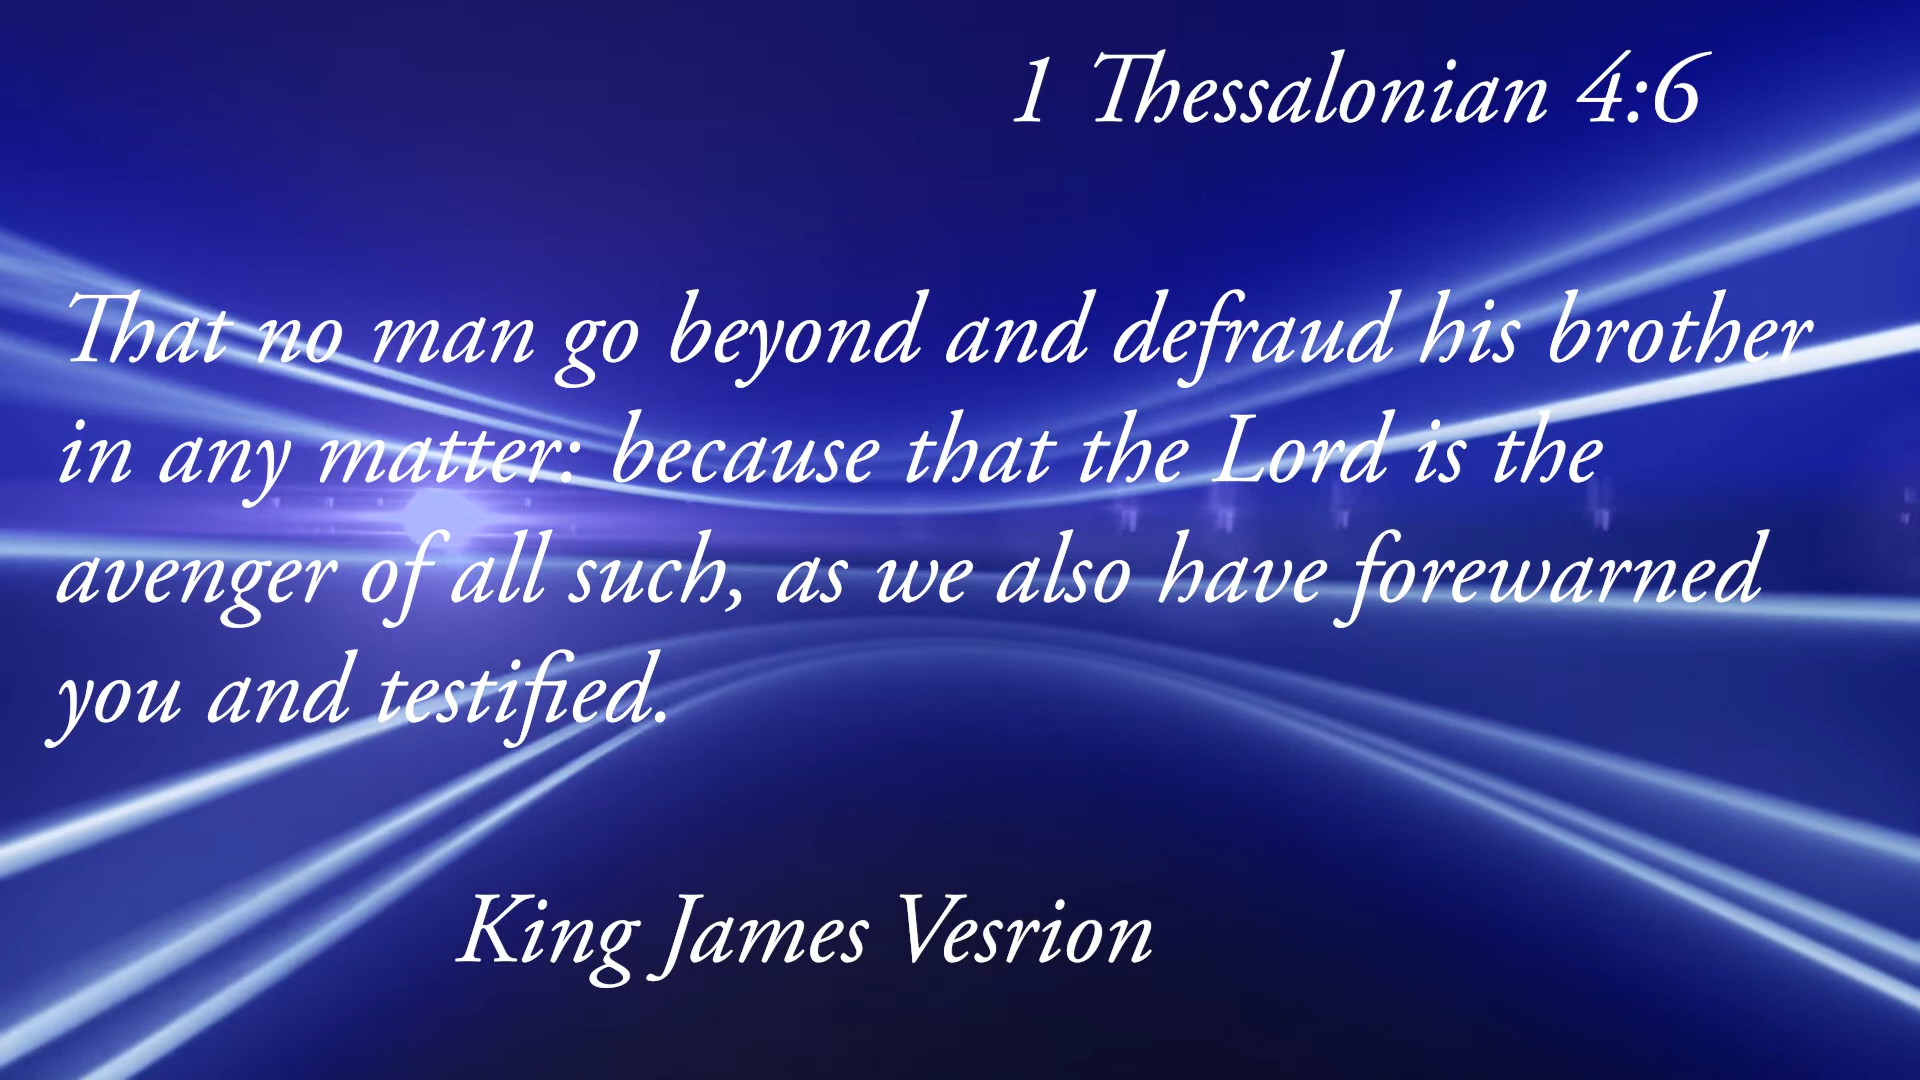 1 Thessalonian 4:6
That no man go beyond and defraud his brother
in any matter: because that the Lord is the
avenger of all such, as we also have forewarned
you and testified.
King James Vesrion